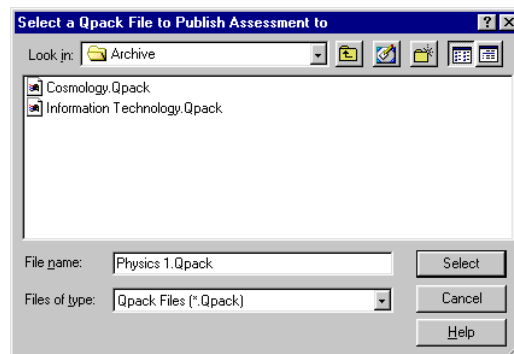 Select a Qpack File to Publish Assessment to
Look in: Archive
Cosmology.Qpack
Information Technology.Qpack
File name: Physics 1.Qpack Select
Files of type: Qpack Files (*.Qpack) Cancel
Help